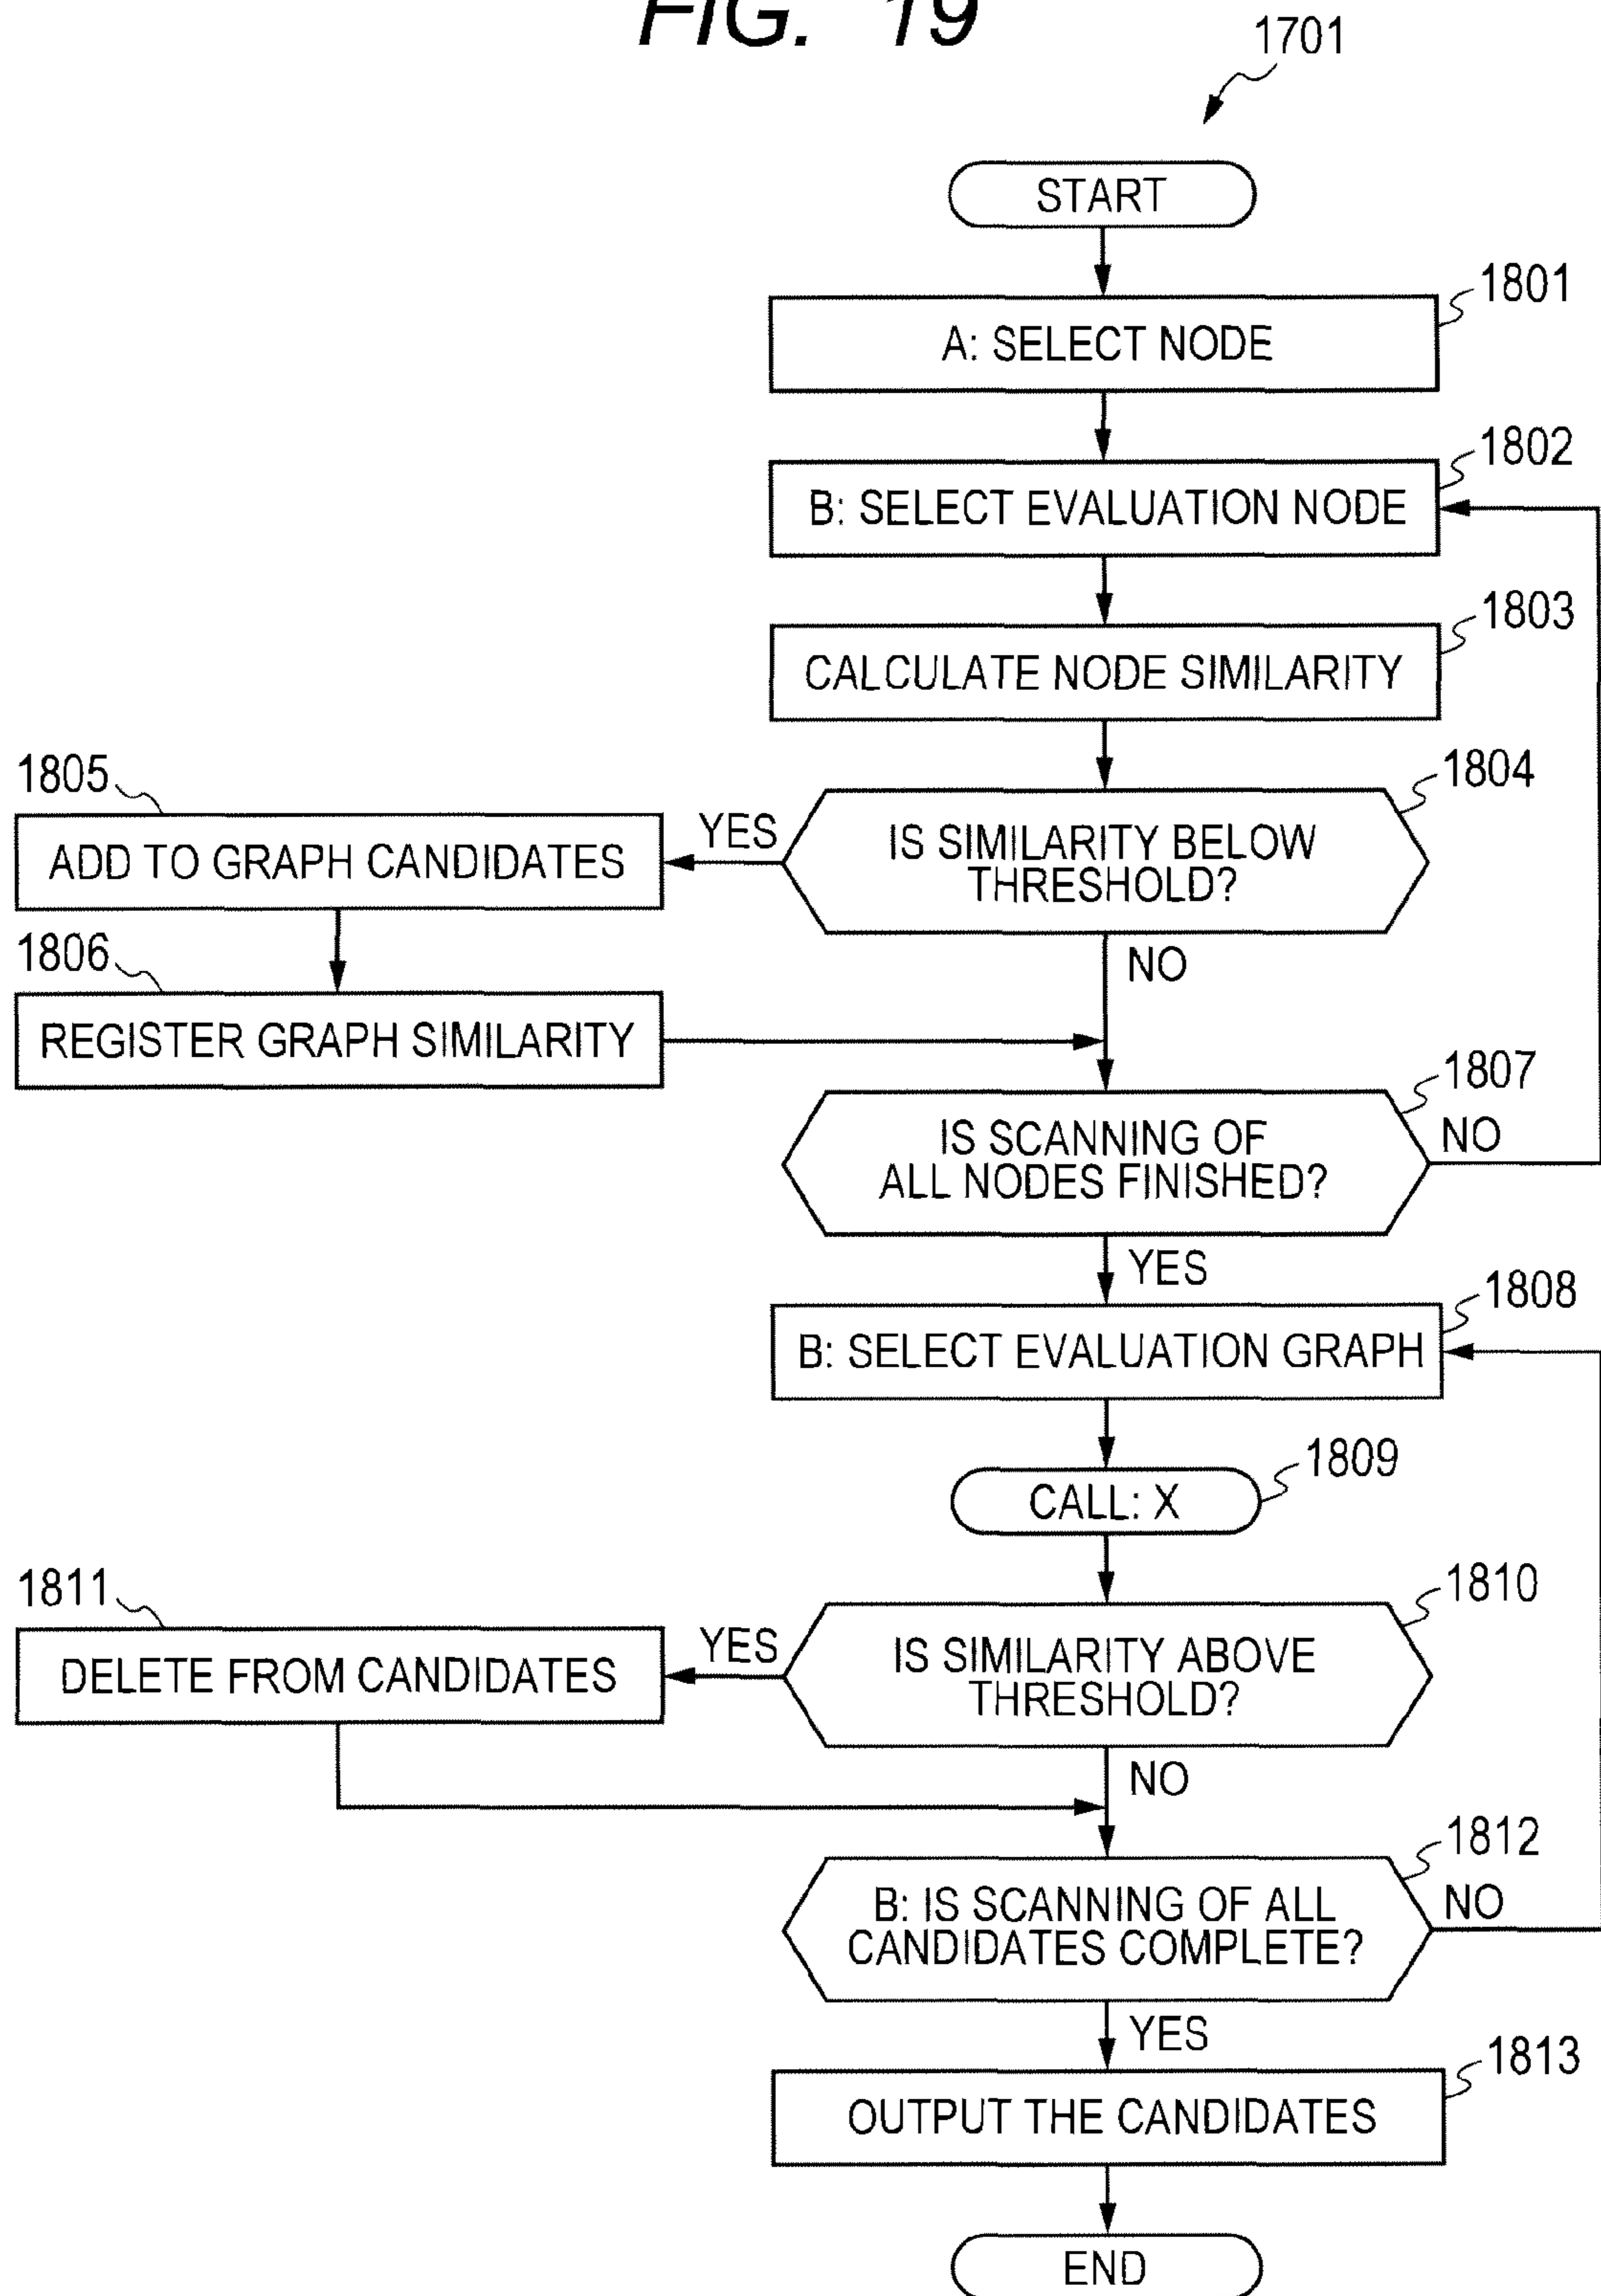 FIG. 19
1701
START
1801
A: SELECT NODE
1802
B: SELECT EVALUATION NODE
1803
CALCULATE NODE SIMILARITY
1804
IS SIMILARITY BELOW
THRESHOLD?
YES
NO
1805
ADD TO GRAPH CANDIDATES
1806
REGISTER GRAPH SIMILARITY
1807
IS SCANNING OF
ALL NODES FINISHED?
NO
YES
1808
B: SELECT EVALUATION GRAPH
1809
CALL: X
1810
IS SIMILARITY ABOVE
THRESHOLD?
YES
NO
1811
DELETE FROM CANDIDATES
1812
B: IS SCANNING OF ALL
CANDIDATES COMPLETE?
NO
YES
1813
OUTPUT THE CANDIDATES
END